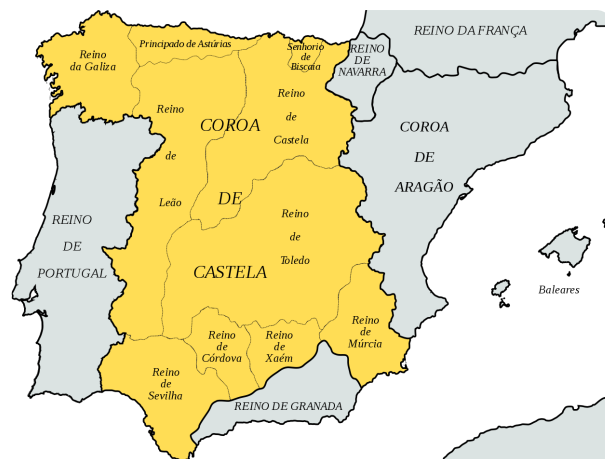 REINO DA FRANÇA
Principado de Astúrias
Senhorio
de
Biscaia
REINO
DE
NAVARRA
Reino
da Galiza
Reino
de
Leão
Reino
de
Castela
COROA
DE
CASTELA
COROA
DE
ARAGÃO
REINO
DE
PORTUGAL
Reino
de
Toledo
Baleares
Reino
de
Múrcia
Reino
de
Córdova
Reino
de
Xaém
Reino
de
Sevilha
REINO DE GRANADA